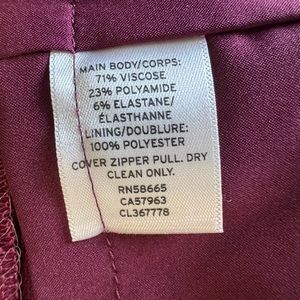 MAIN BODY/CORPS:
71% VISCOSE
23% POLYAMIDE
6% ELASTANE/
ÉLASTHANNE
LINING/DOUBLURE:
100% POLYESTER
COVER ZIPPER PULL. DRY
CLEAN ONLY.
RN58665
CA57963
CL367778